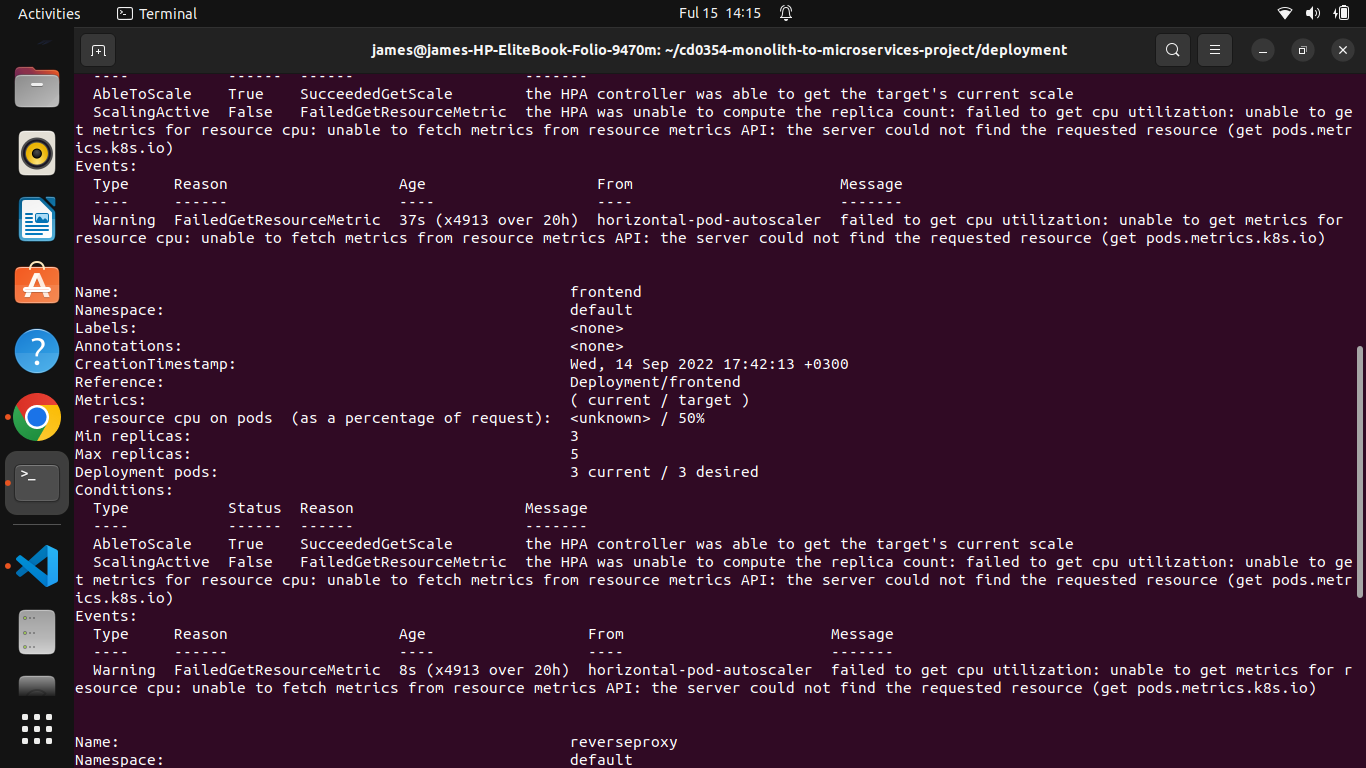 Activities Terminal Ful 15 14:15
james@james-HP-EliteBook-Folio-9470m: ~/cd0354-monolith-to-microservices-project/deployment
---- ------ ------ -------
AbleToScale True SucceededGetScale the HPA controller was able to get the target's current scale
ScalingActive False FailedGetResourceMetric the HPA was unable to compute the replica count: failed to get cpu utilization: unable to ge
t metrics for resource cpu: unable to fetch metrics from resource metrics API: the server could not find the requested resource (get pods.metr
ics.k8s.io)
Events:
Type Reason Age From Message
---- ------ ---- ---- -------
Warning FailedGetResourceMetric 37s (x4913 over 20h) horizontal-pod-autoscaler failed to get cpu utilization: unable to get metrics for
resource cpu: unable to fetch metrics from resource metrics API: the server could not find the requested resource (get pods.metrics.k8s.io)
Name: frontend
Namespace: default
Labels: <none>
Annotations: <none>
CreationTimestamp: Wed, 14 Sep 2022 17:42:13 +0300
Reference: Deployment/frontend
Metrics: ( current / target )
resource cpu on pods (as a percentage of request): <unknown> / 50%
Min replicas: 3
Max replicas: 5
Deployment pods: 3 current / 3 desired
Conditions:
Type Status Reason Message
---- ------ ------ -------
AbleToScale True SucceededGetScale the HPA controller was able to get the target's current scale
ScalingActive False FailedGetResourceMetric the HPA was unable to compute the replica count: failed to get cpu utilization: unable to ge
t metrics for resource cpu: unable to fetch metrics from resource metrics API: the server could not find the requested resource (get pods.metr
ics.k8s.io)
Events:
Type Reason Age From Message
---- ------ ---- ---- -------
Warning FailedGetResourceMetric 8s (x4913 over 20h) horizontal-pod-autoscaler failed to get cpu utilization: unable to get metrics for r
esource cpu: unable to fetch metrics from resource metrics API: the server could not find the requested resource (get pods.metrics.k8s.io)
Name: reverseproxy
Namespace: default